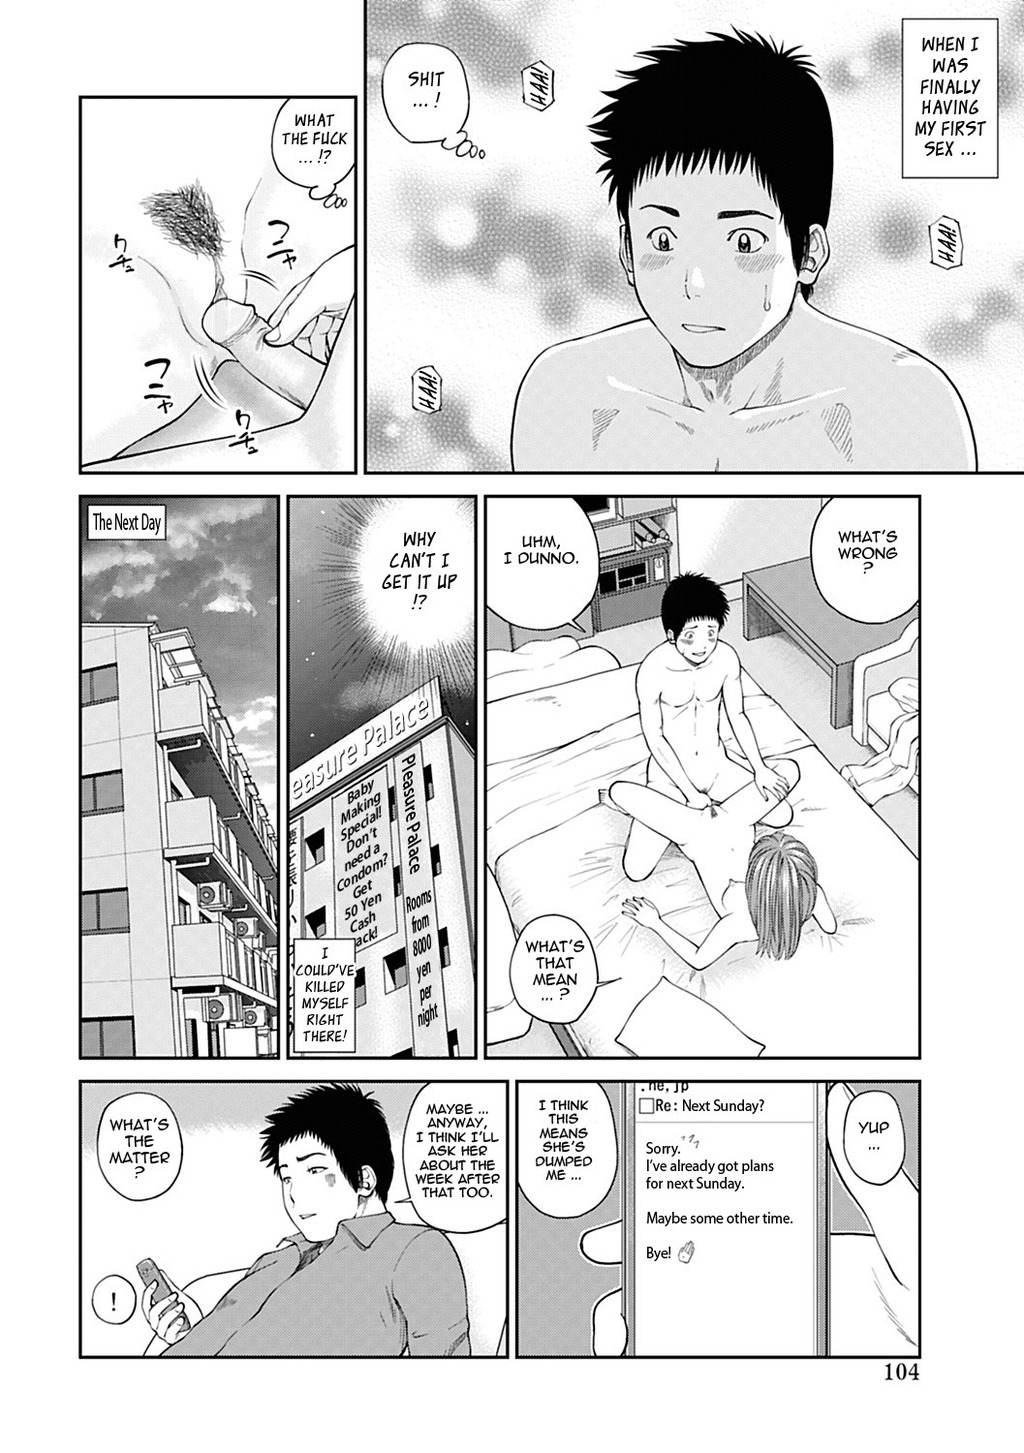 WHEN I
WAS
FINALLY
HAVING
MY FIRST
SEX ...
HAA!
SHIT
... !
HAA!
HAA!
WHAT
THE FUCK
... !?
クチュ
フニャ
クチュ
WHAT'S
WRONG
?
UHM,
I DUNNO.
WHAT'S
THAT
MEAN
... ?
WHY
CAN'T I
GET IT UP
!?
easure Palace
Baby
Making
Special!
Don't
need a
Condom?
Get
50 Yen
Cash
ack!
Pleasure Palace
Rooms
from
8000
yen
per
night
I
COULD'VE
KILLED
MYSELF
RIGHT
THERE!
The Next Day
YUP
...
.ne,jp
Re: Next Sunday?
Sorry.
I've already got plans
for next Sunday.
Maybe some other time.
Bye!
I THINK
THIS
MEANS
SHE'S
DUMPED
ME ...
MAYBE ...
ANYWAY,
I THINK I'LL
ASK HER
ABOUT THE
WEEK AFTER
THAT TOO.
WHAT'S
THE
MATTER
?
!
104